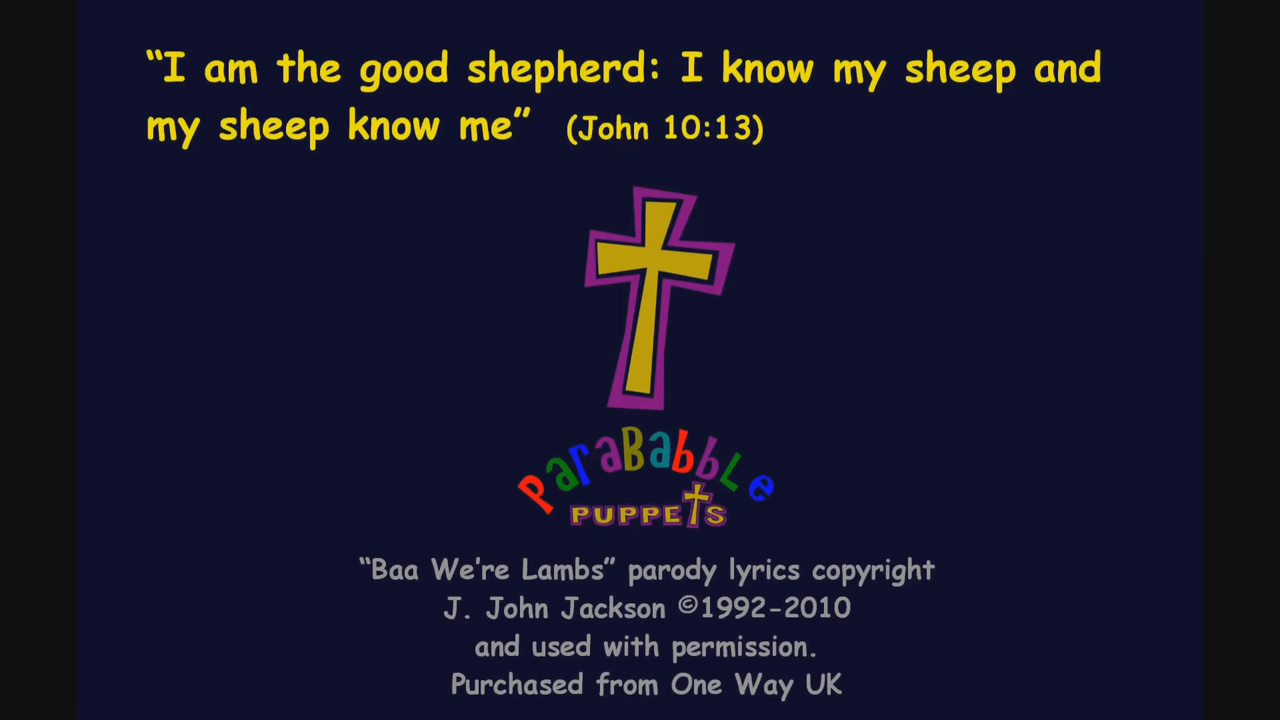 “I am the good shepherd: I know my sheep and
my sheep know me” (John 10:13)
ParaBabble
PUPPETS
“Baa We’re Lambs” parody lyrics copyright
J. John Jackson ©1992-2010
and used with permission.
Purchased from One Way UK